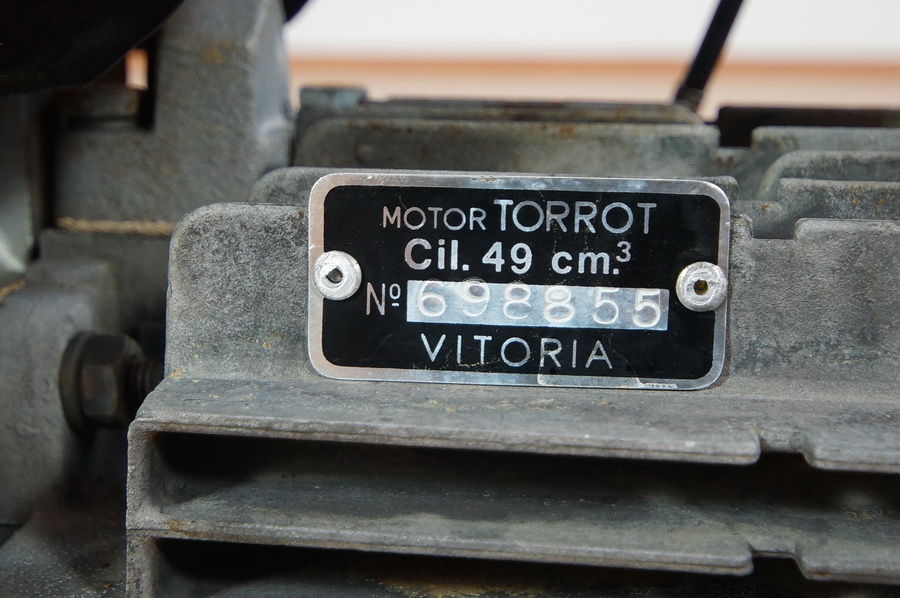 MOTOR TORROT
Cil. 49 cm.³
Nº 698855
VITORIA